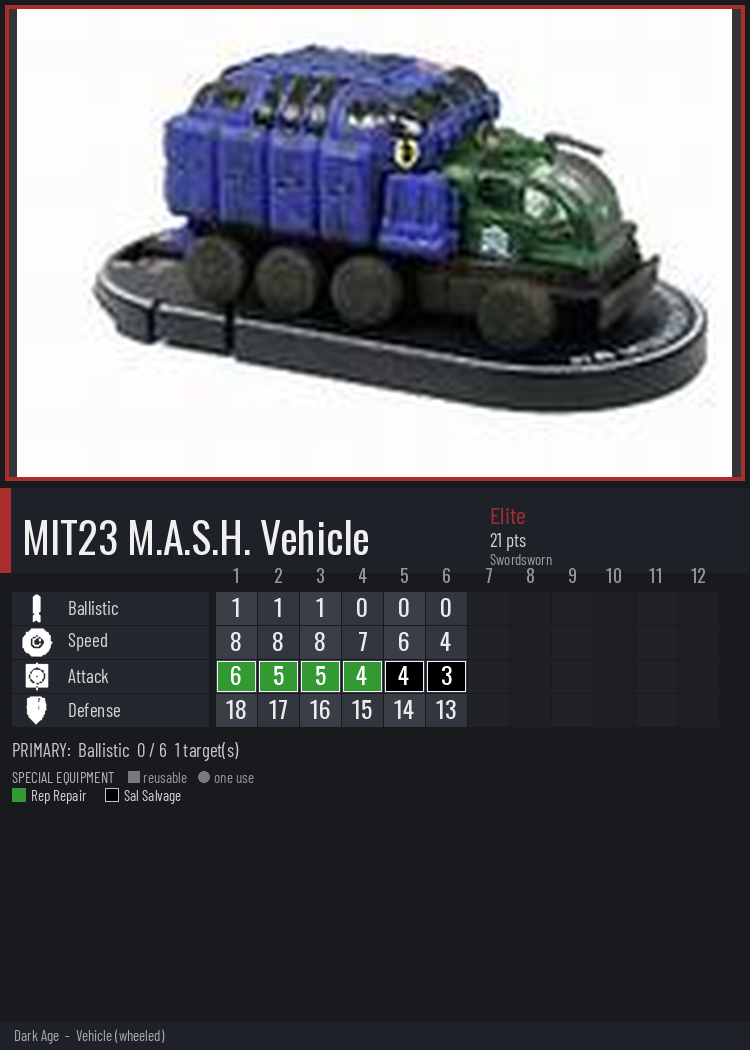 MIT23 M.A.S.H. Vehicle
Elite
21 pts
Swordsworn
1 2 3 4 5 6 7 8 9 10 11 12
Ballistic 1 1 1 0 0 0
Speed 8 8 8 7 6 4
Attack 6 5 5 4 4 3
Defense 18 17 16 15 14 13
PRIMARY: Ballistic 0 / 6 1 target(s)
SPECIAL EQUIPMENT reusable one use
Rep Repair Sal Salvage
Dark Age - Vehicle (wheeled)